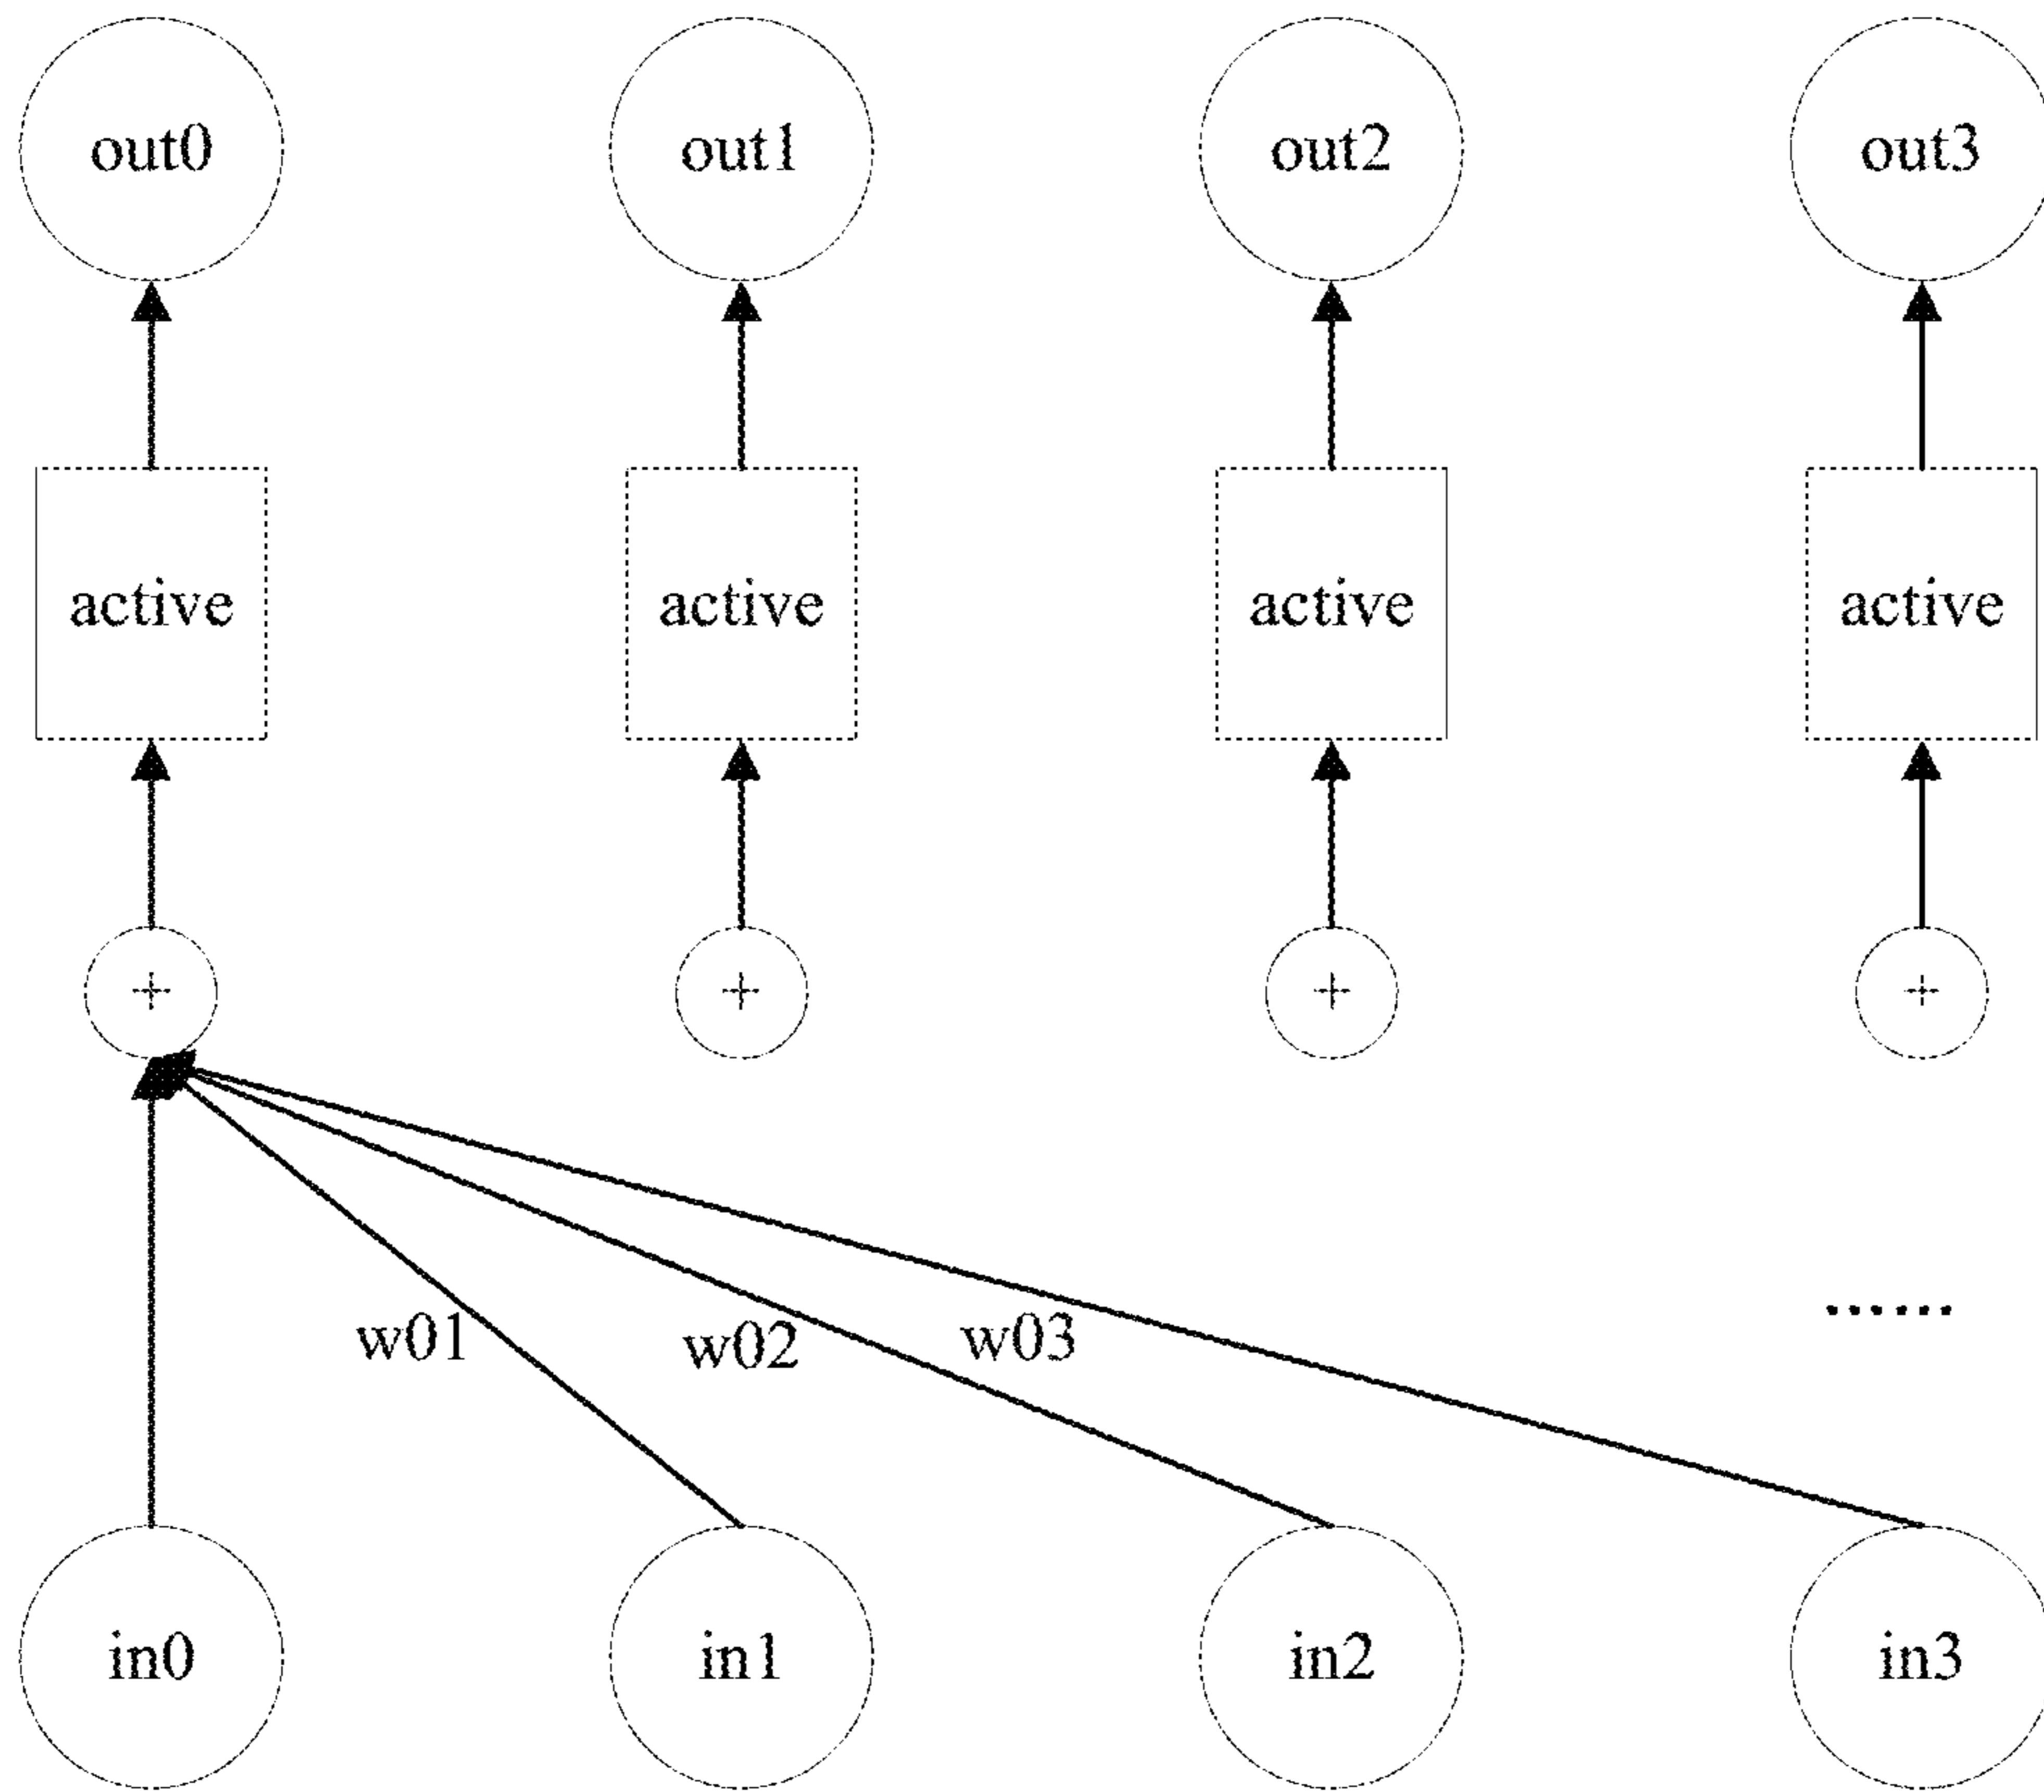 out0 out1 out2 out3
active active active active
+ + + +
......
w01 w02 w03
in0 in1 in2 in3